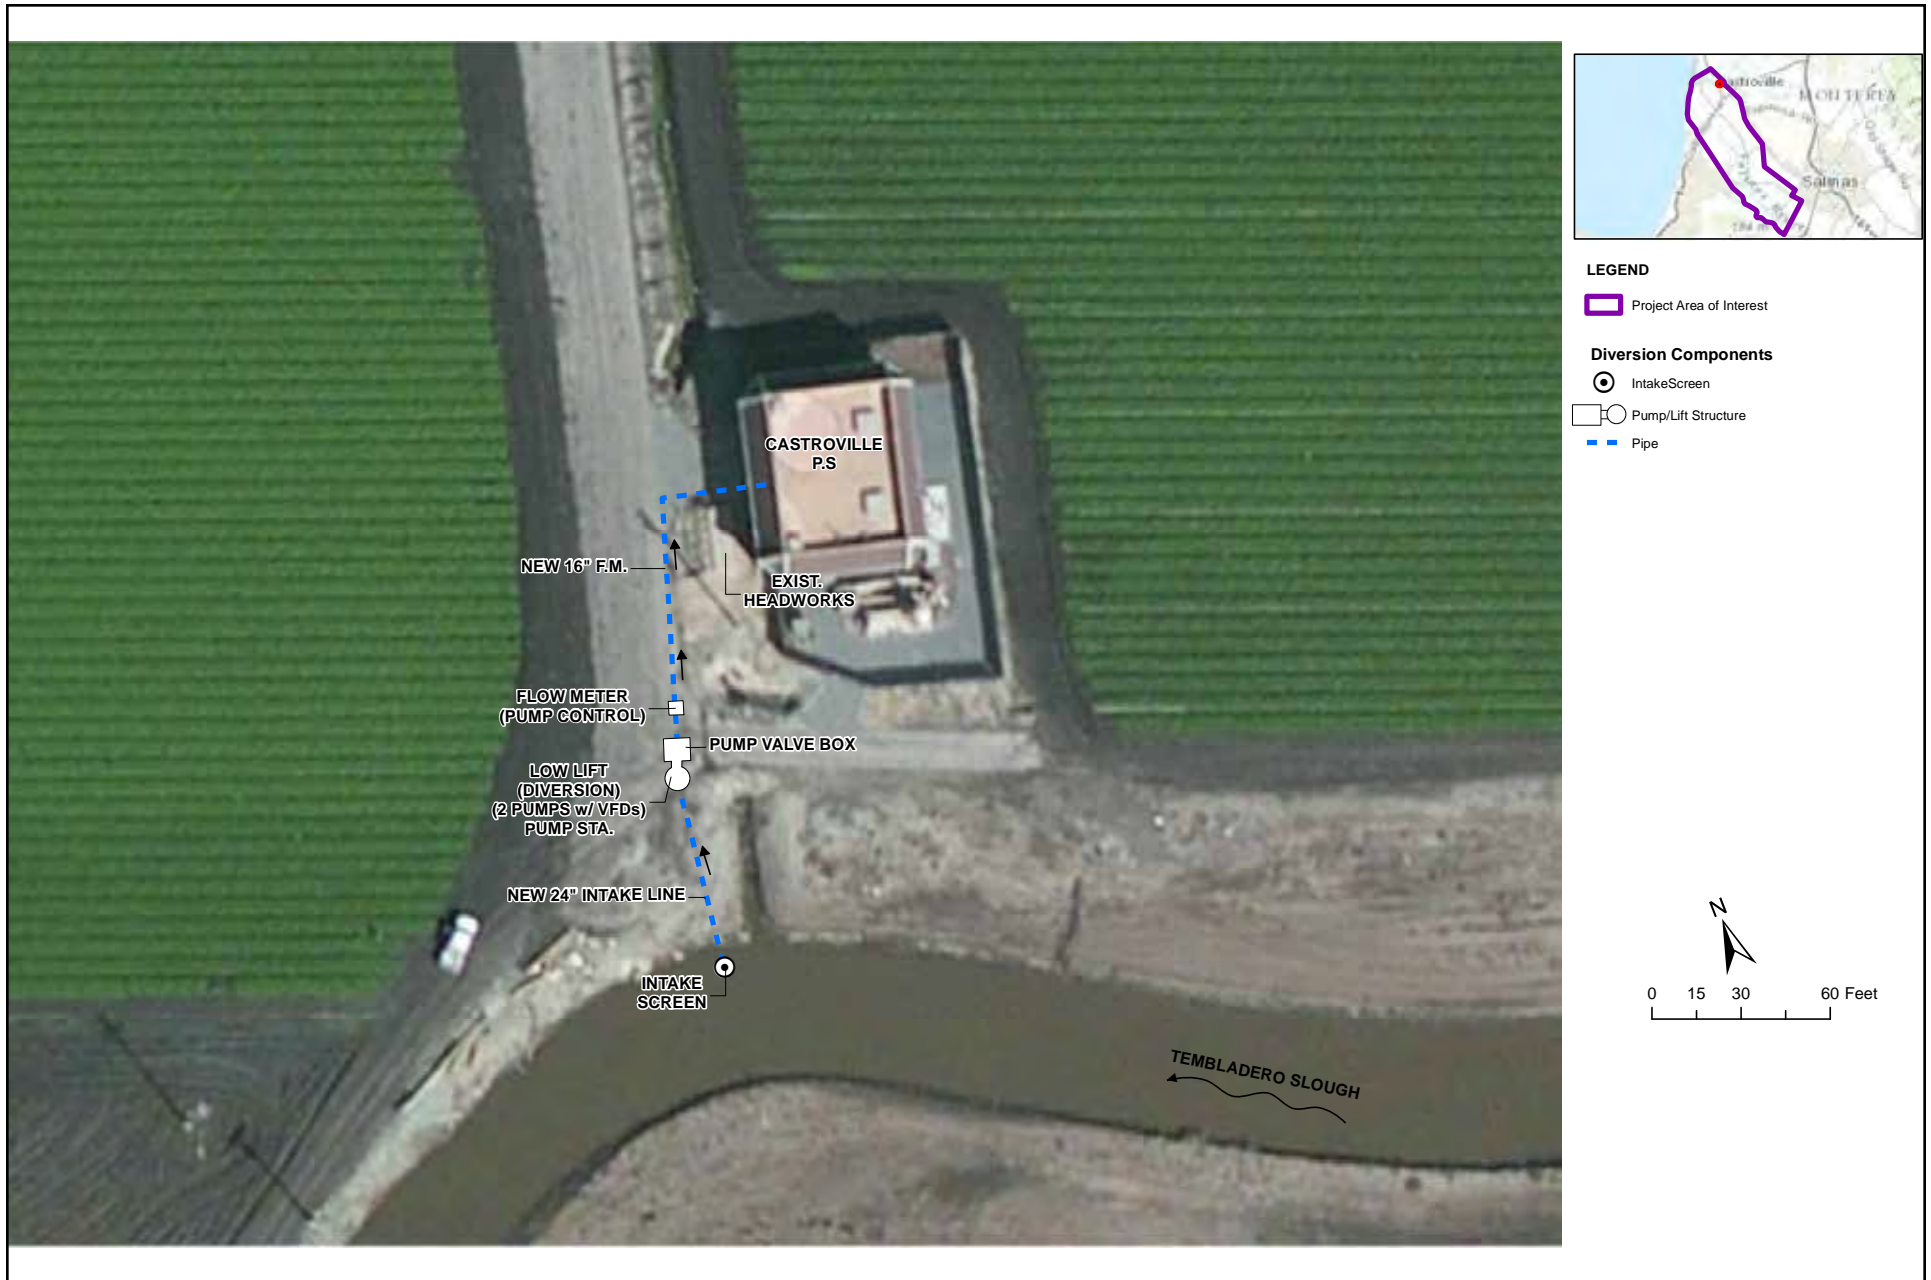 CASTROVILLE
P.S
NEW 16" F.M.
EXIST.
HEADWORKS
FLOW METER
(PUMP CONTROL)
PUMP VALVE BOX
LOW LIFT
(DIVERSION)
(2 PUMPS w/ VFDs)
PUMP STA.
NEW 24" INTAKE LINE
INTAKE
SCREEN
TEMBLADERO SLOUGH
Salinas
LEGEND
Project Area of Interest
Diversion Components
IntakeScreen
Pump/Lift Structure
Pipe
N
0 15 30 60 Feet